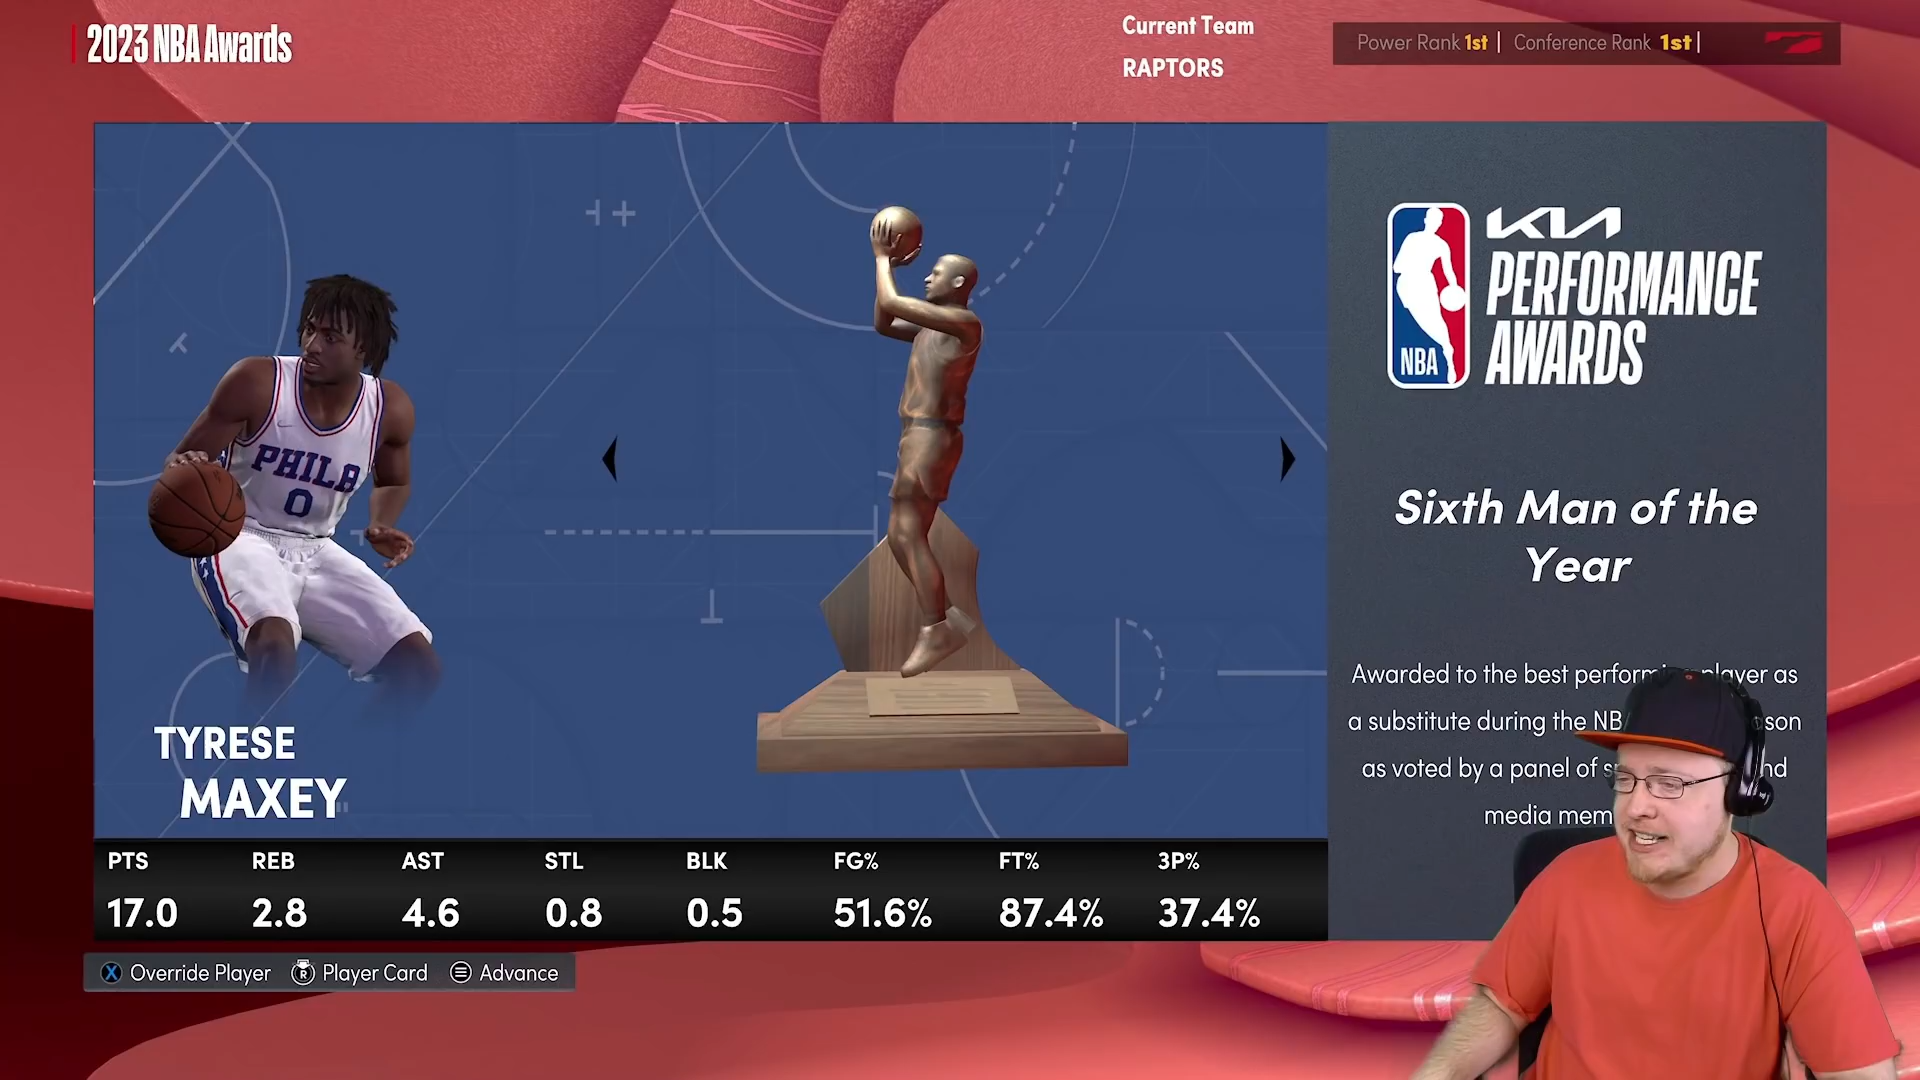 2023 NBA Awards
Current Team
RAPTORS
Power Rank 1st | Conference Rank 1st |
KIA
PERFORMANCE
AWARDS
NBA
PHILA
0
Sixth Man of the
Year
Awarded to the best player as
a substitute during the
as voted by a panel of
media
TYRESE
MAXEY
PTS REB AST STL BLK FG% FT% 3P%
17.0 2.8 4.6 0.8 0.5 51.6% 87.4% 37.4%
X Override Player R Player Card Advance